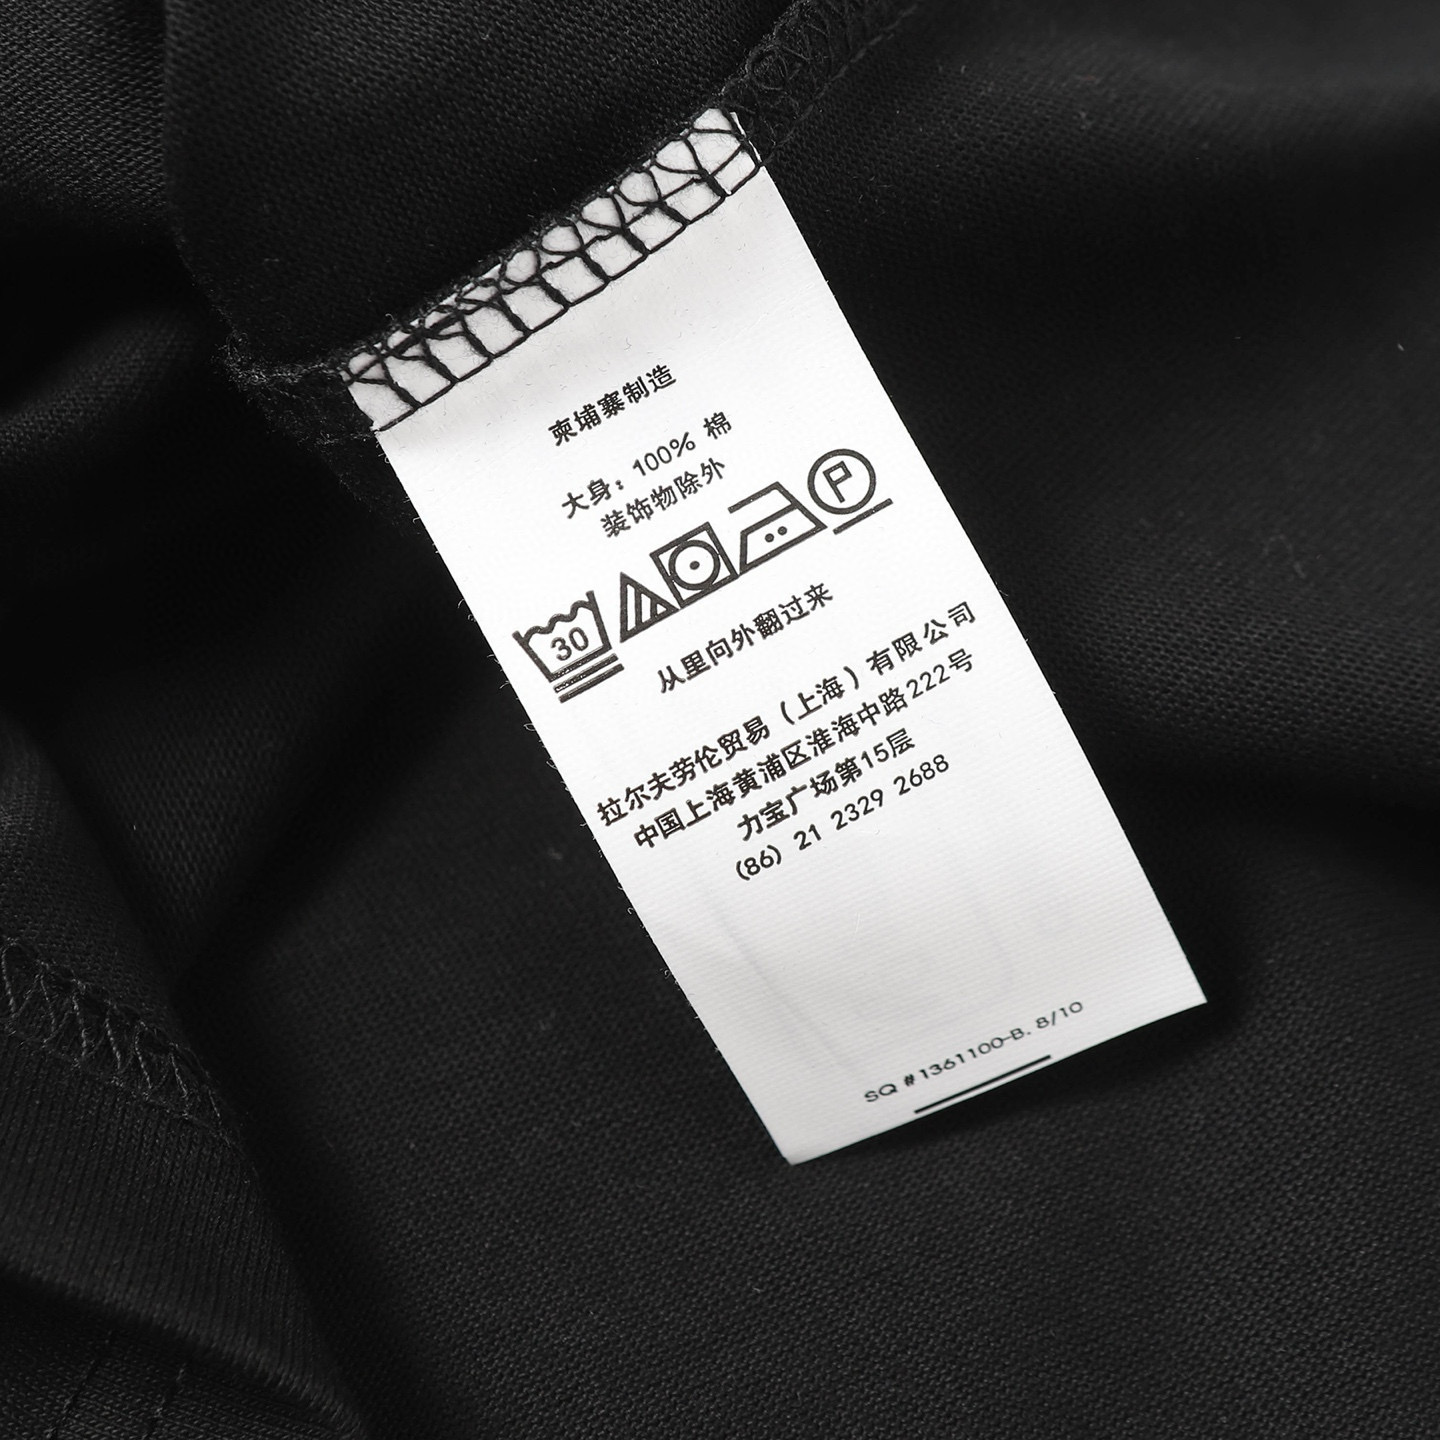 柬埔寨制造
大身: 100% 棉
装饰物除外
30
P
从里向外翻过来
拉尔夫劳伦贸易（上海）有限公司
中国上海黄浦区淮海中路222号
力宝广场第15层
(86) 21 2329 2688
SQ #1361100-B. 8/10